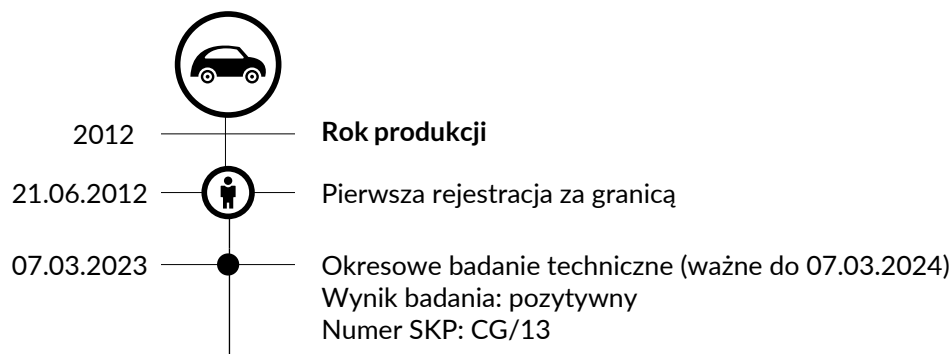 2012 Rok produkcji
21.06.2012 Pierwsza rejestracja za granicą
07.03.2023 Okresowe badanie techniczne (ważne do 07.03.2024)
Wynik badania: pozytywny
Numer SKP: CG/13